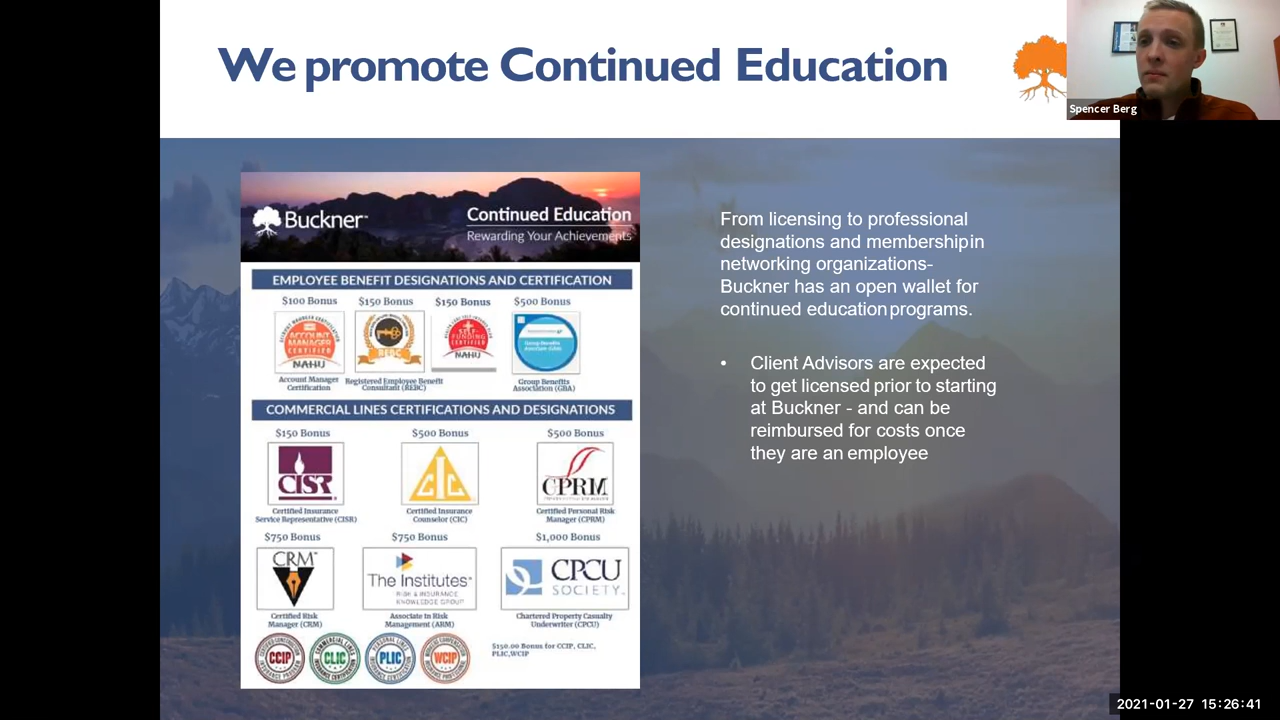 We promote Continued Education
Spencer Berg
Buckner
Continued Education
Rewarding Your Achievements
EMPLOYEE BENEFIT DESIGNATIONS AND CERTIFICATION
$100 Bonus $150 Bonus $150 Bonus $500 Bonus
ACCOUNT
MANAGER
CERTIFIED
NAHU
REBC
FUNDING
CERTIFIED
NAHU
Account Manager
Certification
Registered Employee Benefit
Consultant (REBC)
Group Benefits
Association (GBA)
COMMERCIAL LINES CERTIFICATIONS AND DESIGNATIONS
$150 Bonus $500 Bonus $500 Bonus
CISR CIC CPRM
Certified Insurance
Service Representative (CISR)
Certified Insurance
Counselor (CIC)
Certified Personal Risk
Manager (CPRM)
$750 Bonus $750 Bonus $1,000 Bonus
CRM
The Institutes
RISK & INSURANCE
KNOWLEDGE GROUP
CPCU
SOCIETY
Certified Risk
Manager (CRM)
Associate in Risk
Management (ARM)
Chartered Property Casualty
Underwriter (CPCU)
CCIP CLIC PLIC WCIP
$150.00 Bonus for CCIP, CLIC,
PLIC,WCIP
From licensing to professional
designations and membership in
networking organizations-
Buckner has an open wallet for
continued education programs.
• Client Advisors are expected
to get licensed prior to starting
at Buckner - and can be
reimbursed for costs once
they are an employee
2021-01-27 15:26:41